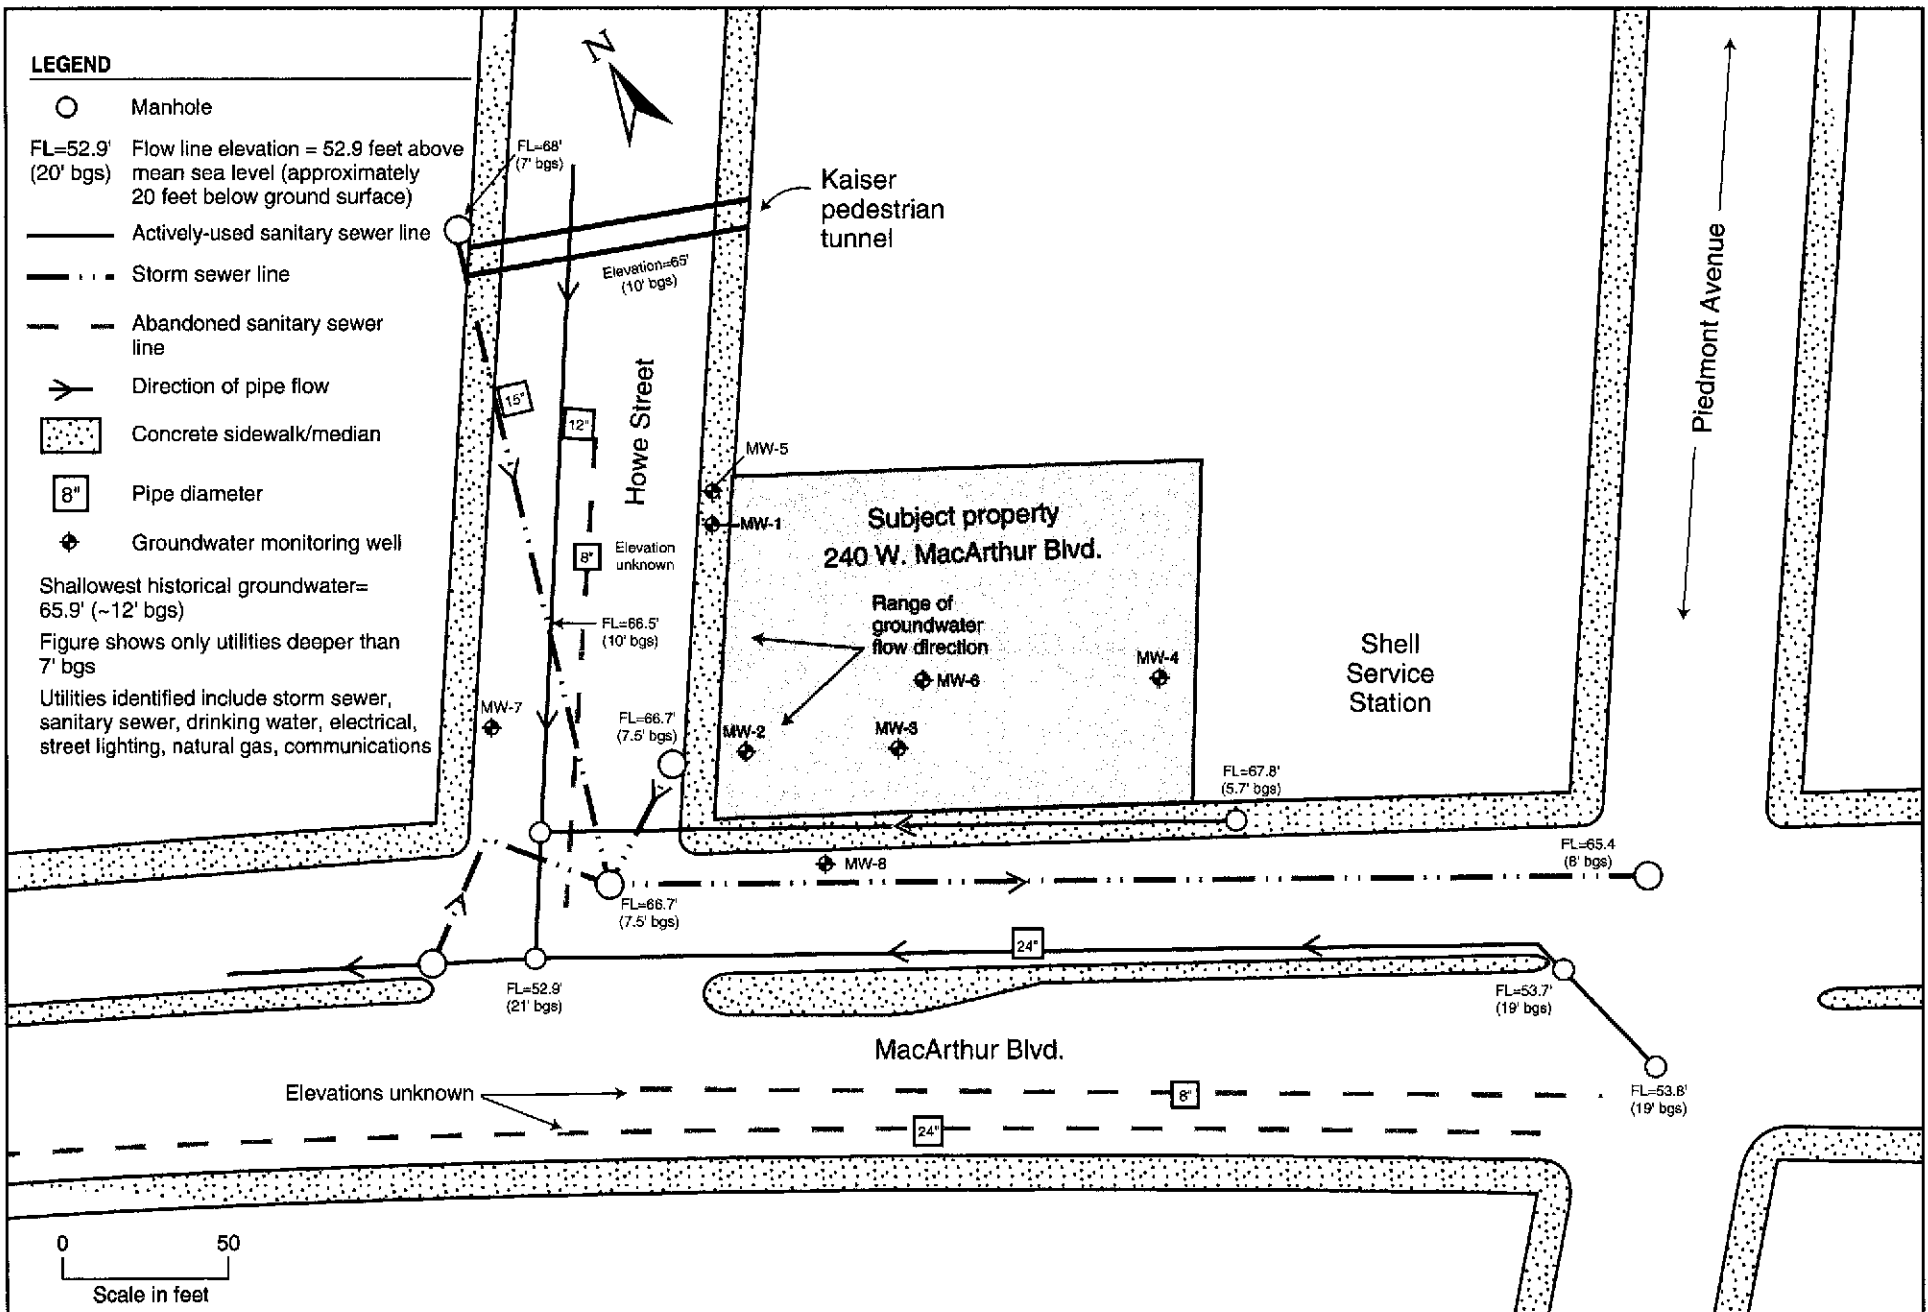 LEGEND
Manhole
FL=52.9' Flow line elevation = 52.9 feet above
(20' bgs) mean sea level (approximately
20 feet below ground surface)
Actively-used sanitary sewer line
Storm sewer line
Abandoned sanitary sewer
line
Direction of pipe flow
Concrete sidewalk/median
8" Pipe diameter
Groundwater monitoring well
Shallowest historical groundwater=
65.9' (~12' bgs)
Figure shows only utilities deeper than
7' bgs
Utilities identified include storm sewer,
sanitary sewer, drinking water, electrical,
street lighting, natural gas, communications
N
FL=68'
(7' bgs)
Kaiser
pedestrian
tunnel
Elevation=65'
(10' bgs)
15"
12"
Howe Street
8"
Elevation
unknown
FL=66.5'
(10' bgs)
MW-7
FL=66.7'
(7.5' bgs)
MW-5
MW-1
Subject property
240 W. MacArthur Blvd.
Range of
groundwater
flow direction
MW-6
MW-4
MW-2
MW-3
Shell
Service
Station
Piedmont Avenue
FL=67.8'
(5.7' bgs)
FL=65.4
(8' bgs)
MW-8
FL=66.7'
(7.5' bgs)
24"
FL=52.9'
(21' bgs)
FL=53.7'
(19' bgs)
MacArthur Blvd.
FL=53.8'
(19' bgs)
Elevations unknown
8"
24"
0 50
Scale in feet